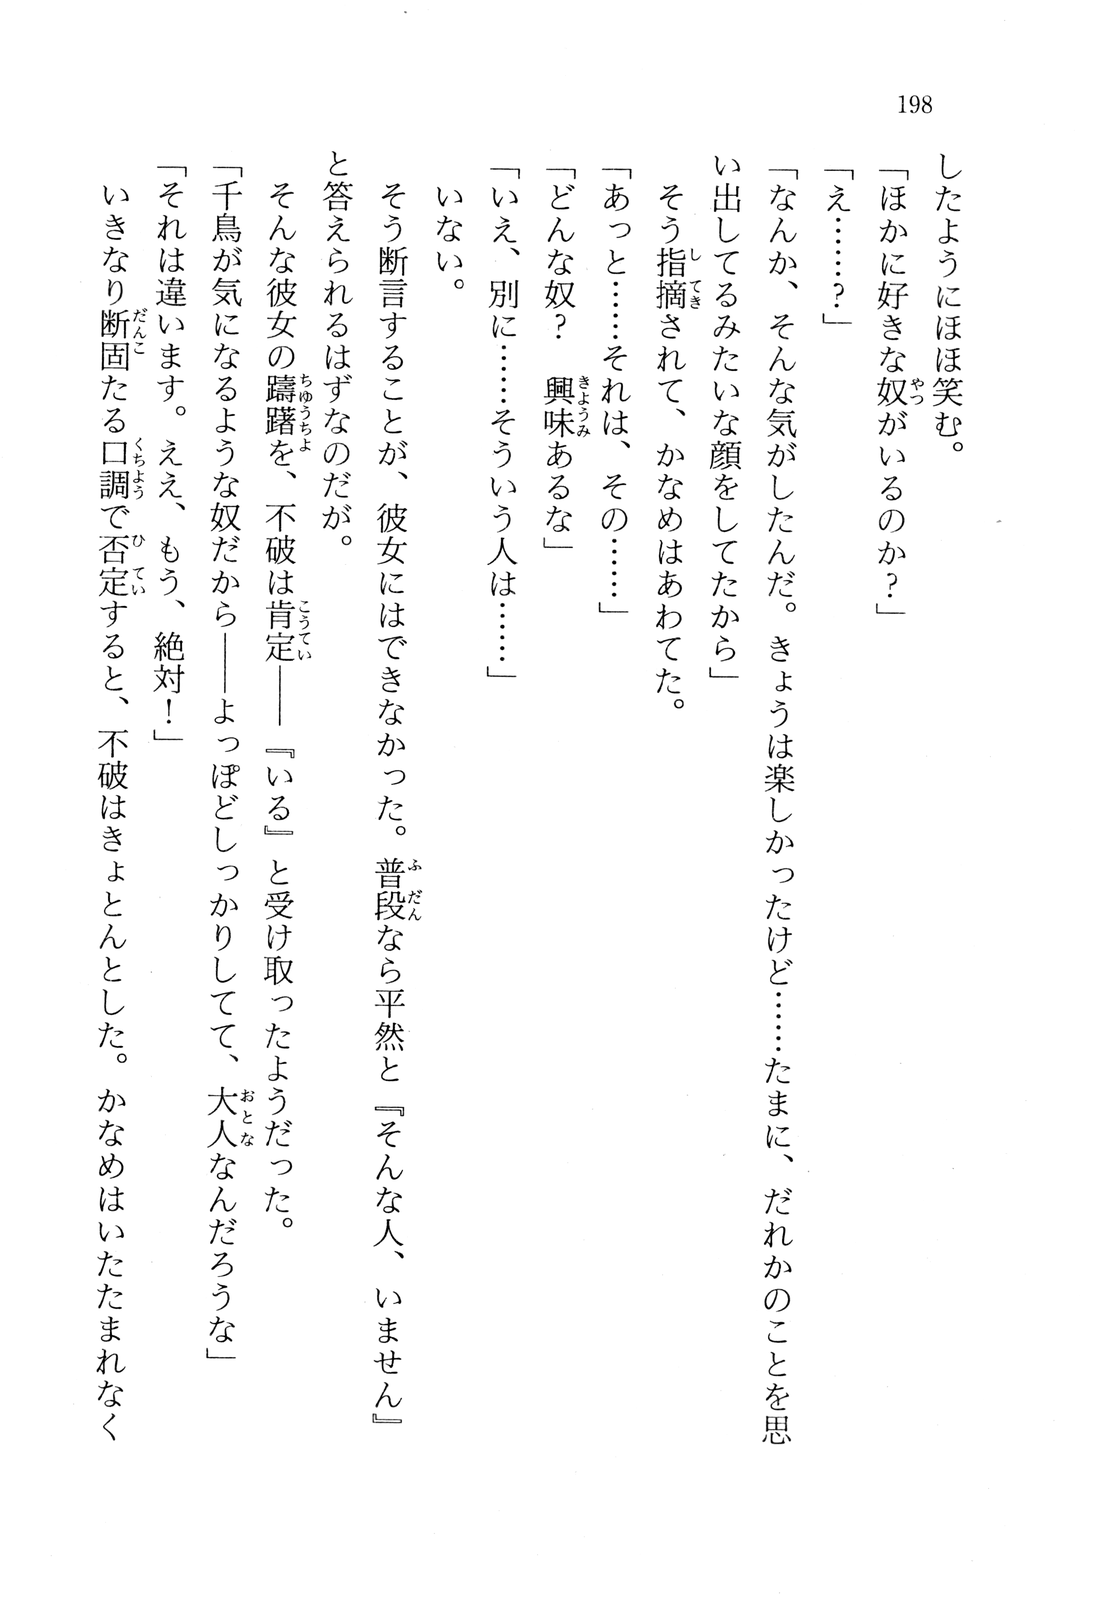 198
したようにほほ笑む。
「ほかに好きな奴がいるのか？」
「え……？」
「なんか、そんな気がしたんだ。きょうは楽しかったけど……たまに、だれかのことを思
い出してるみたいな顔をしてたから」
そう指摘されて、かなめはあわてた。
「あっと……それは、その……」
「どんな奴？　興味あるな」
「いえ、別に……そういう人は……」
いない。
そう断言することが、彼女にはできなかった。普段なら平然と『そんな人、いません』
と答えられるはずなのだが。
そんな彼女の躊躇を、不破は肯定――『いる』と受け取ったようだった。
「千鳥が気になるような奴だから――よっぽどしっかりしてて、大人なんだろうな」
「それは違います。ええ、もう、絶対！」
いきなり断固たる口調で否定すると、不破はきょとんとした。かなめはいたたまれなく